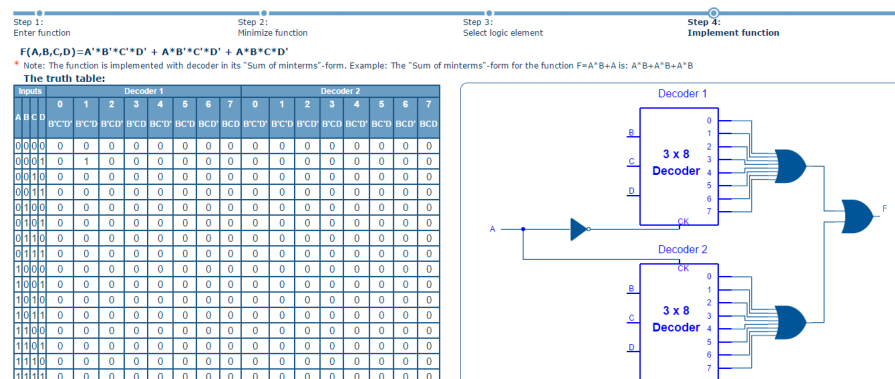 Step 1: Step 2: Step 3: Step 4:
Enter function Minimize function Select logic element Implement function
F(A,B,C,D)=A'*B'*C'*D' + A*B'*C'*D' + A*B*C*D'
* Note: The function is implemented with decoder in its "Sum of minterms"-form. Example: The "Sum of minterms"-form for the function F=A*B+A is: A*B+A*B+A*B
The truth table:
Inputs Decoder 1 Decoder 2
0 1 2 3 4 5 6 7 0 1 2 3 4 5 6 7
A B C D B'C'D' B'C'D B'CD' B'CD BC'D' BC'D BCD' BCD B'C'D' B'C'D B'CD' B'CD BC'D' BC'D BCD' BCD
0 0 0 0 0 0 0 0 0 0 0 0 0 0 0 0 0 0 0 0
0 0 0 1 0 1 0 0 0 0 0 0 0 0 0 0 0 0 0 0
0 0 1 0 0 0 0 0 0 0 0 0 0 0 0 0 0 0 0 0
0 0 1 1 0 0 0 0 0 0 0 0 0 0 0 0 0 0 0 0
0 1 0 0 0 0 0 0 0 0 0 0 0 0 0 0 0 0 0 0
0 1 0 1 0 0 0 0 0 0 0 0 0 0 0 0 0 0 0 0
0 1 1 0 0 0 0 0 0 0 0 0 0 0 0 0 0 0 0 0
0 1 1 1 0 0 0 0 0 0 0 0 0 0 0 0 0 0 0 0
1 0 0 0 0 0 0 0 0 0 0 0 0 0 0 0 0 0 0 0
1 0 0 1 0 0 0 0 0 0 0 0 0 0 0 0 0 0 0 0
1 0 1 0 0 0 0 0 0 0 0 0 0 0 0 0 0 0 0 0
1 0 1 1 0 0 0 0 0 0 0 0 0 0 0 0 0 0 0 0
1 1 0 0 0 0 0 0 0 0 0 0 0 0 0 0 0 0 0 0
1 1 0 1 0 0 0 0 0 0 0 0 0 0 0 0 0 0 0 0
1 1 1 0 0 0 0 0 0 0 0 0 0 0 0 0 0 0 0 0
1 1 1 1 0 0 0 0 0 0 0 0 0 0 0 0 0 0 0 0
Decoder 1
0
B 1
2
C 3 x 8 3
Decoder 4
D 5
6
7
CK
F
A
Decoder 2
CK
0
B 1
2
C 3 x 8 3
Decoder 4
D 5
6
7